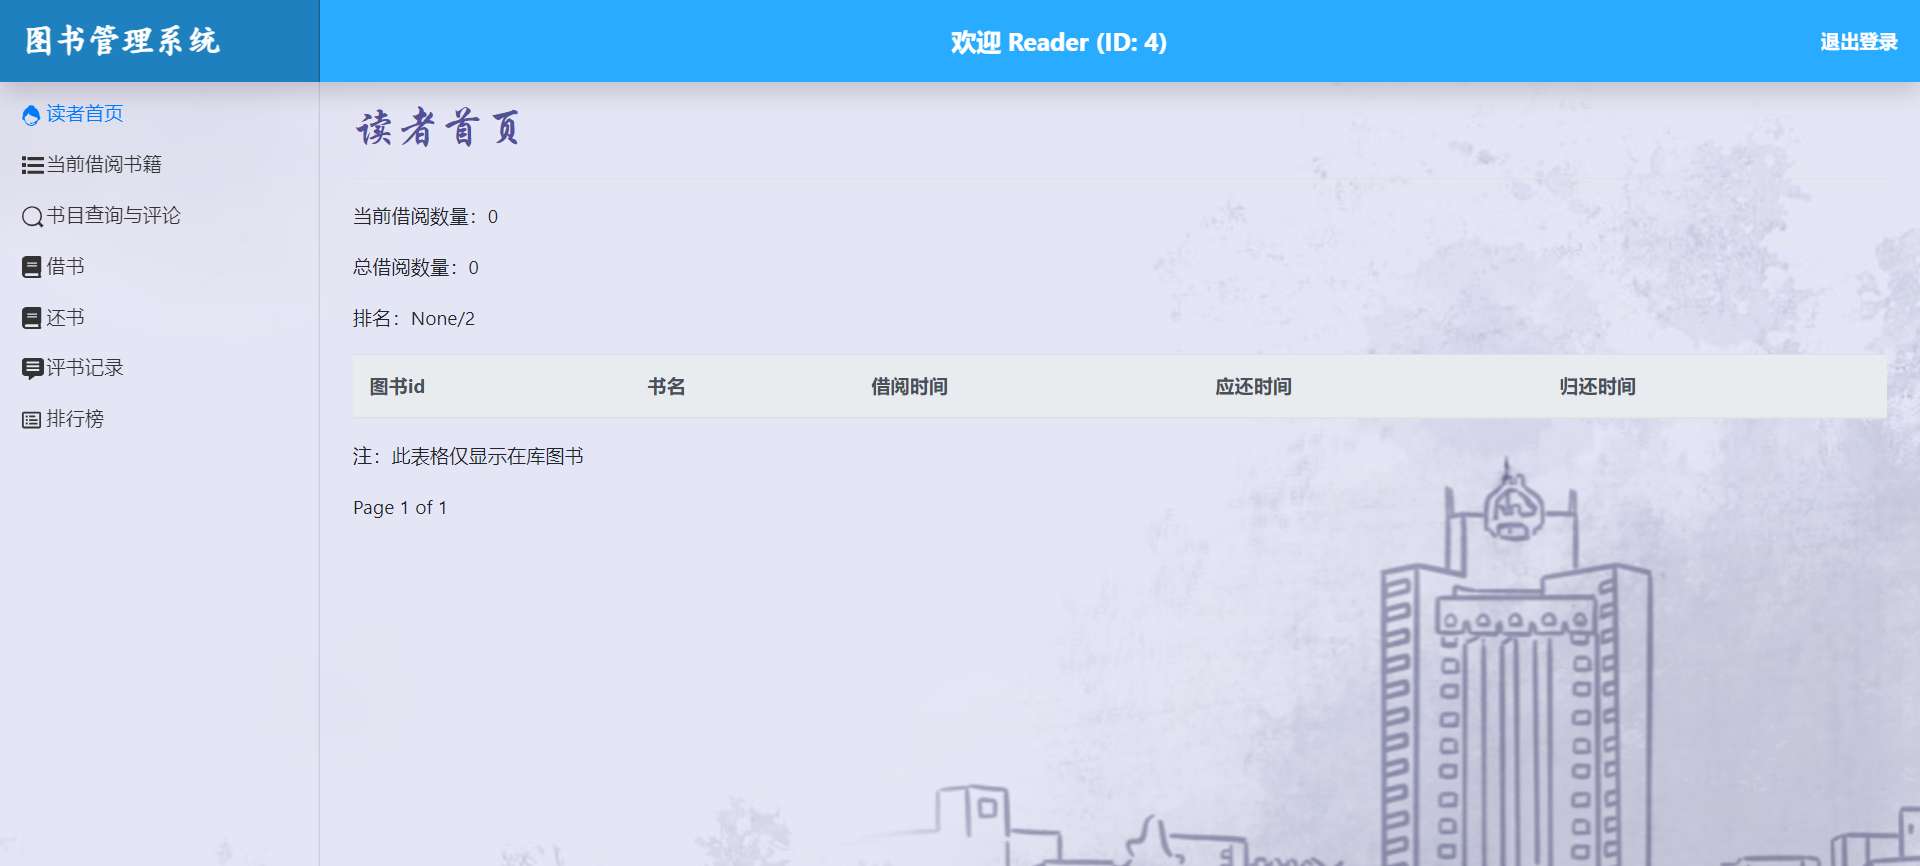 图书管理系统
欢迎 Reader (ID: 4)
退出登录
读者首页
当前借阅书籍
书目查询与评论
借书
还书
评书记录
排行榜
读者首页
当前借阅数量：0
总借阅数量：0
排名：None/2
图书id 书名 借阅时间 应还时间 归还时间
注：此表格仅显示在库图书
Page 1 of 1